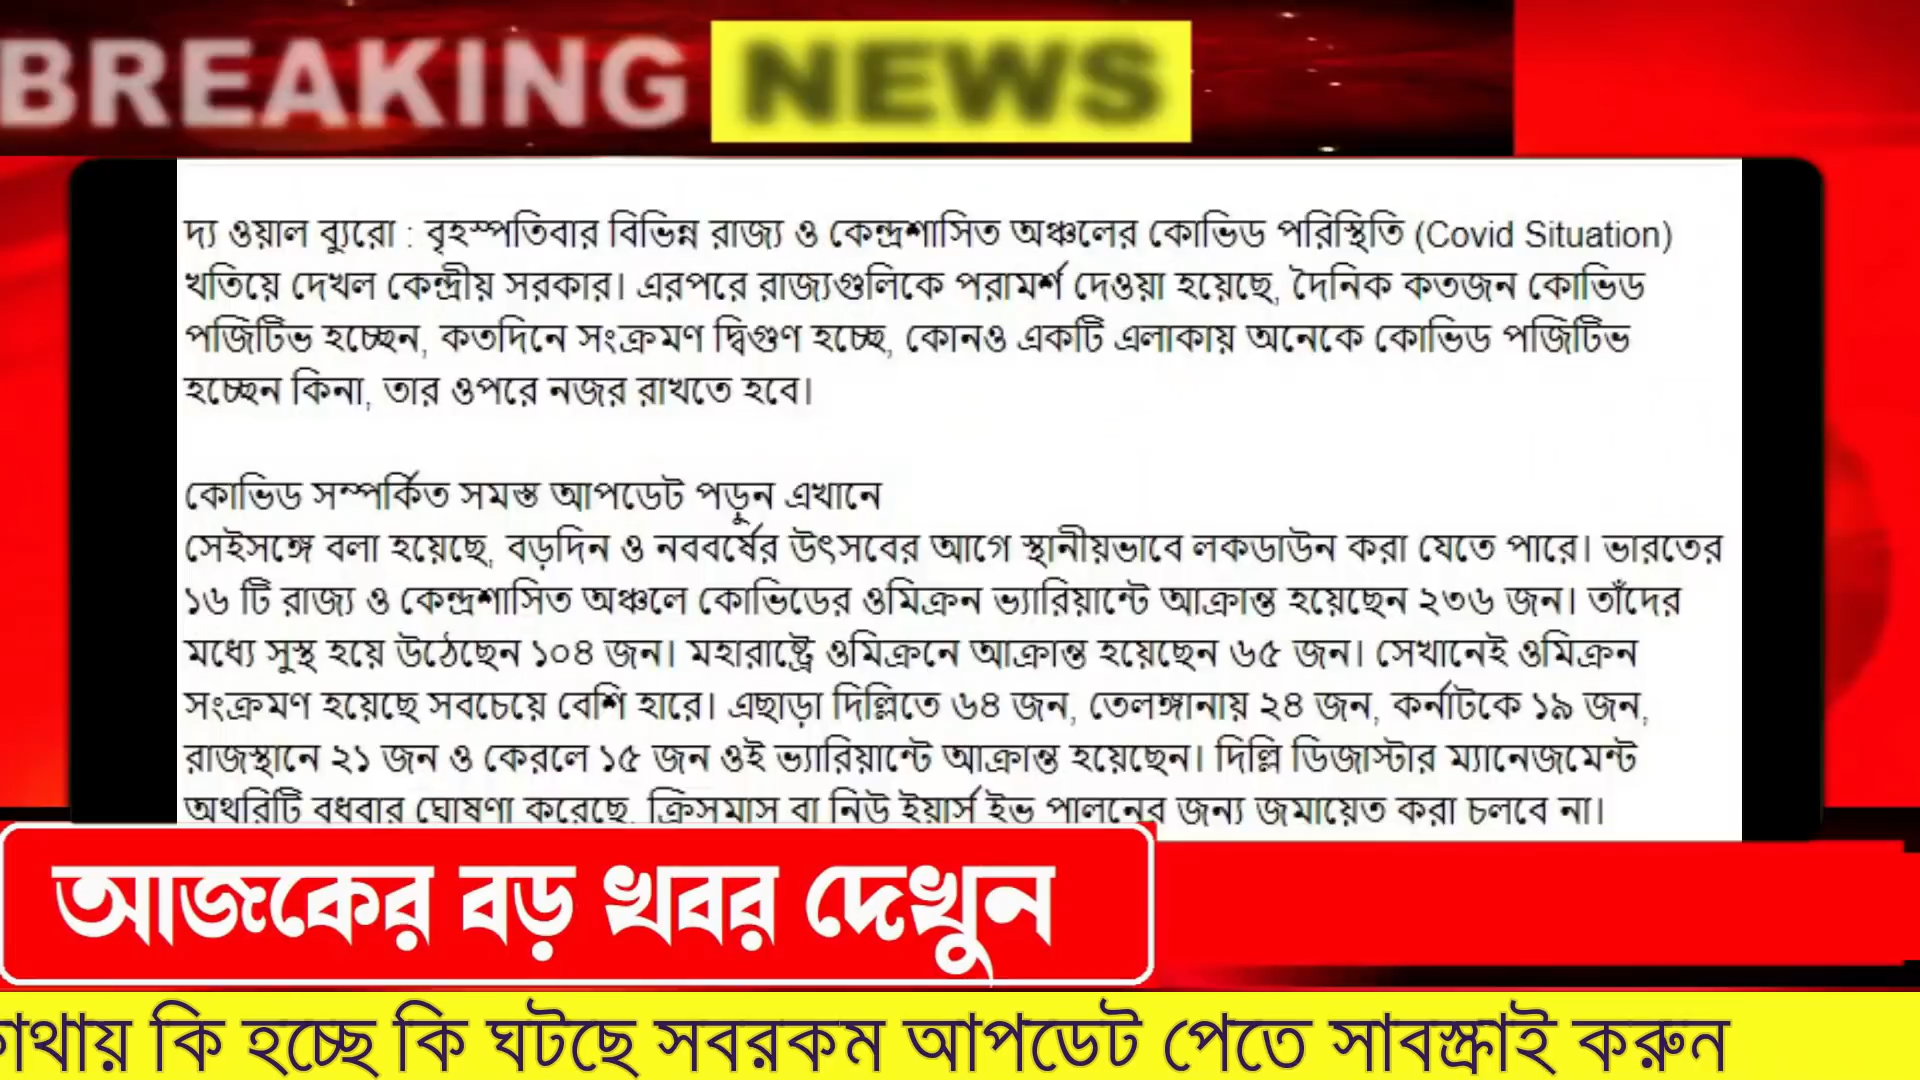 BREAKING NEWS
দ্য ওয়াল ব্যুরো : বৃহস্পতিবার বিভিন্ন রাজ্য ও কেন্দ্রশাসিত অঞ্চলের কোভিড পরিস্থিতি (Covid Situation)
খতিয়ে দেখল কেন্দ্রীয় সরকার। এরপরে রাজ্যগুলিকে পরামর্শ দেওয়া হয়েছে, দৈনিক কতজন কোভিড
পজিটিভ হচ্ছেন, কতদিনে সংক্রমণ দ্বিগুণ হচ্ছে, কোনও একটি এলাকায় অনেকে কোভিড পজিটিভ
হচ্ছেন কিনা, তার ওপরে নজর রাখতে হবে।
কোভিড সম্পর্কিত সমস্ত আপডেট পড়ুন এখানে
সেইসঙ্গে বলা হয়েছে, বড়দিন ও নববর্ষের উৎসবের আগে স্থানীয়ভাবে লকডাউন করা যেতে পারে। ভারতের
১৬ টি রাজ্য ও কেন্দ্রশাসিত অঞ্চলে কোভিডের ওমিক্রন ভ্যারিয়ান্টে আক্রান্ত হয়েছেন ২৩৬ জন। তাঁদের
মধ্যে সুস্থ হয়ে উঠেছেন ১০৪ জন। মহারাষ্ট্রে ওমিক্রনে আক্রান্ত হয়েছেন ৬৫ জন। সেখানেই ওমিক্রন
সংক্রমণ হয়েছে সবচেয়ে বেশি হারে। এছাড়া দিল্লিতে ৬৪ জন, তেলঙ্গানায় ২৪ জন, কর্নাটকে ১৯ জন,
রাজস্থানে ২১ জন ও কেরলে ১৫ জন ওই ভ্যারিয়ান্টে আক্রান্ত হয়েছেন। দিল্লি ডিজাস্টার ম্যানেজমেন্ট
অথরিটি বুধবার ঘোষণা করেছে, ক্রিসমাস বা নিউ ইয়ার্স ইভ পালনের জন্য জমায়েত করা চলবে না।
আজকের বড় খবর দেখুন
কি হচ্ছে কি ঘটছে সবরকম আপডেট পেতে সাবস্ক্রাই করুন